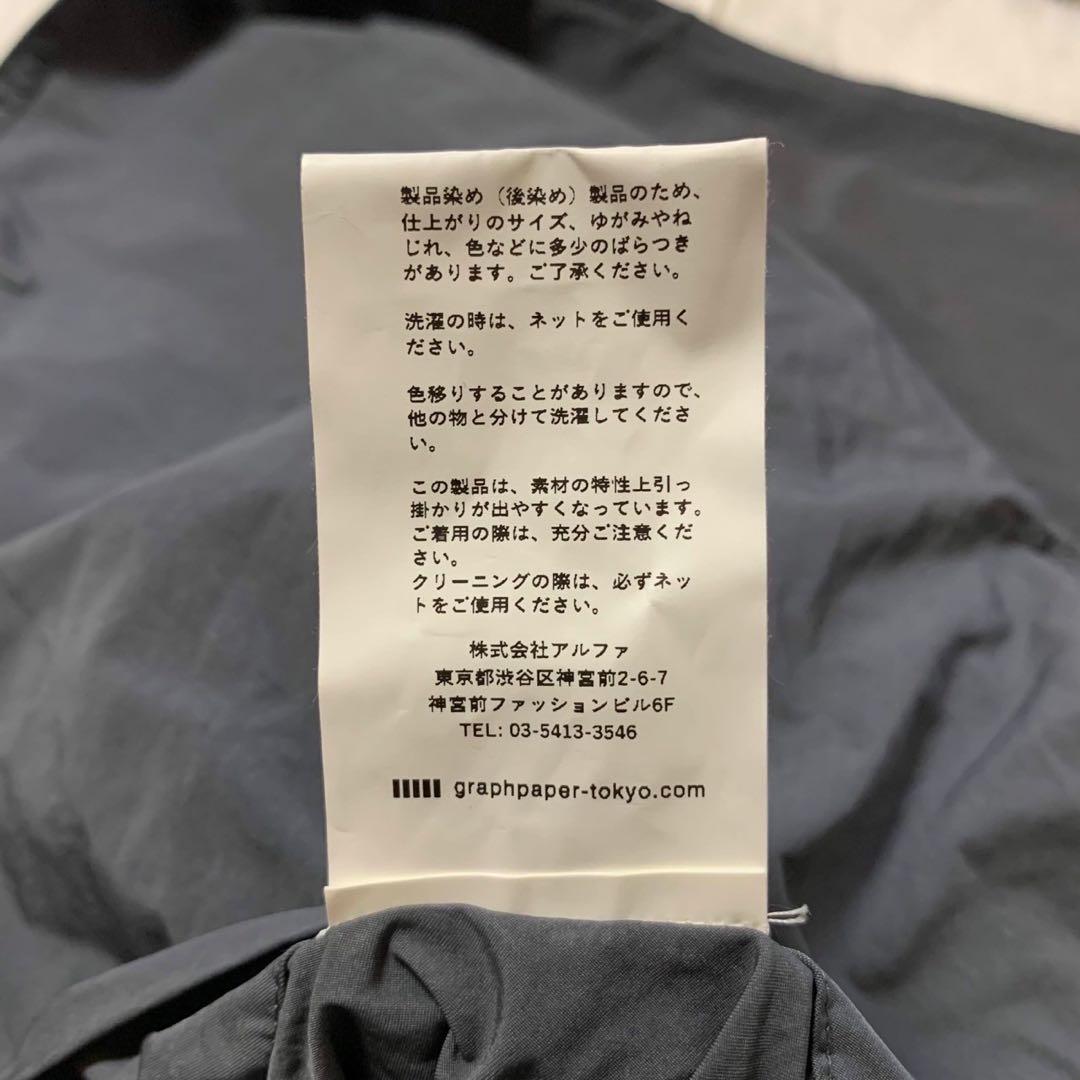 製品染め（後染め）製品のため、
仕上がりのサイズ、ゆがみやね
じれ、色などに多少のばらつき
があります。ご了承ください。
洗濯の時は、ネットをご使用く
ださい。
色移りすることがありますので、
他の物と分けて洗濯してくださ
い。
この製品は、素材の特性上引っ
掛かりが出やすくなっています。
ご着用の際は、充分ご注意くだ
さい。
クリーニングの際は、必ずネッ
トをご使用ください。
株式会社アルファ
東京都渋谷区神宮前2-6-7
神宮前ファッションビル6F
TEL: 03-5413-3546
graphpaper-tokyo.com